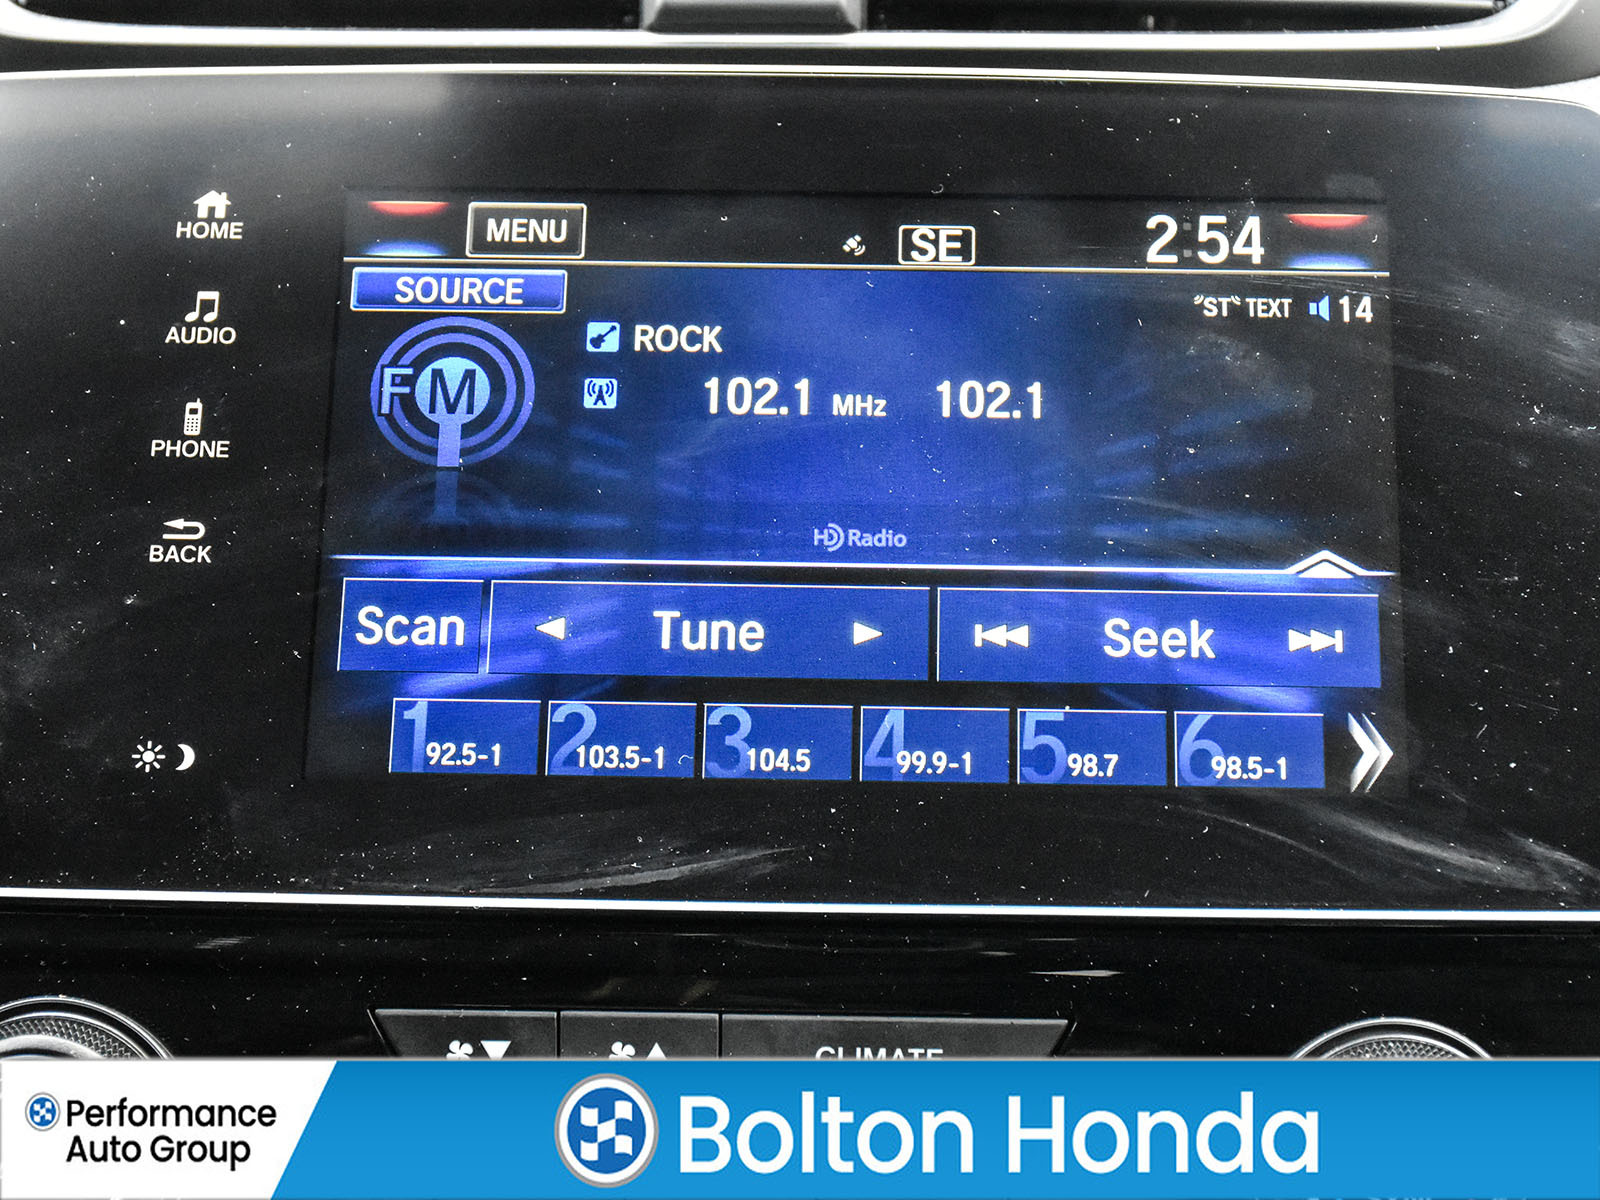 HOME
AUDIO
PHONE
BACK
MENU
SE
2:54
SOURCE
"ST" TEXT 14
FM
ROCK
102.1 MHz 102.1
HD Radio
Scan Tune Seek
1 92.5-1 2 103.5-1 3 104.5 4 99.9-1 5 98.7 6 98.5-1
CLIMATE
Performance
Auto Group
Bolton Honda